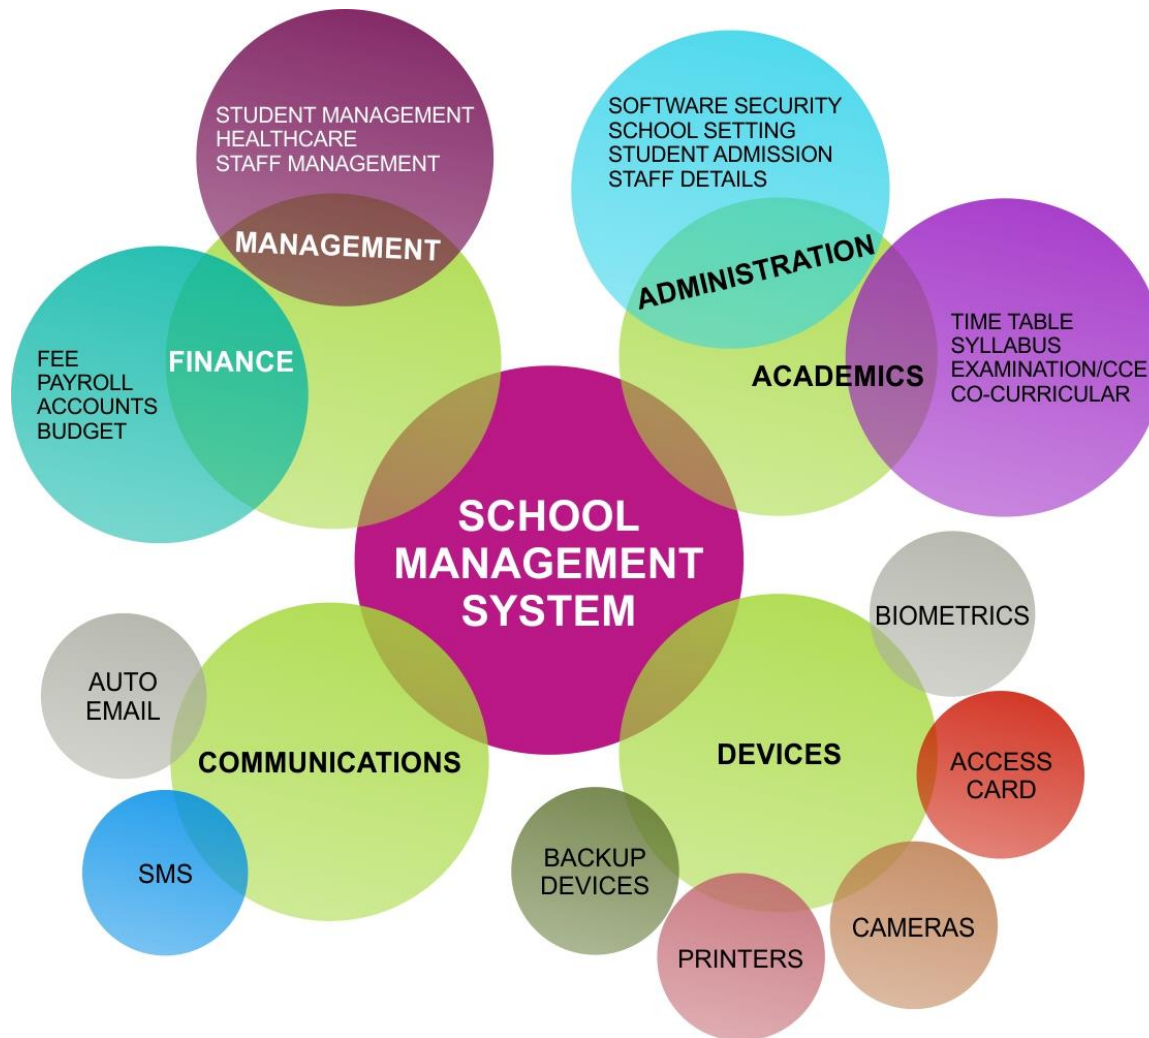 STUDENT MANAGEMENT
HEALTHCARE
STAFF MANAGEMENT
MANAGEMENT
SOFTWARE SECURITY
SCHOOL SETTING
STUDENT ADMISSION
STAFF DETAILS
ADMINISTRATION
FEE
PAYROLL
ACCOUNTS
BUDGET
FINANCE
ACADEMICS
TIME TABLE
SYLLABUS
EXAMINATION/CCE
CO-CURRICULAR
SCHOOL
MANAGEMENT
SYSTEM
AUTO
EMAIL
SMS
COMMUNICATIONS
DEVICES
BIOMETRICS
ACCESS
CARD
CAMERAS
PRINTERS
BACKUP
DEVICES